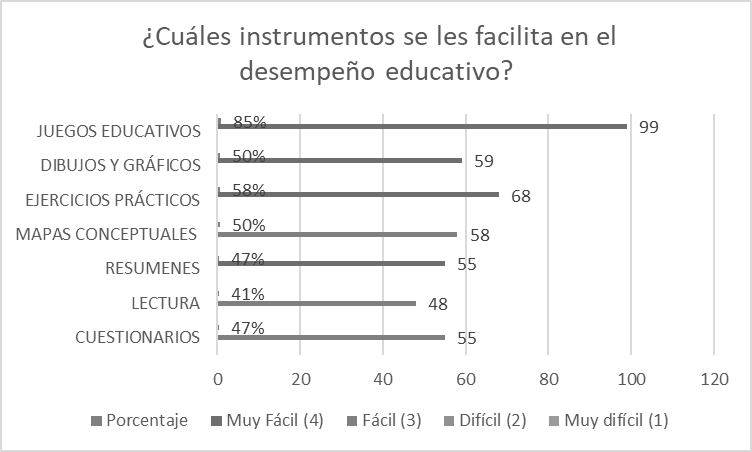 ¿Cuáles instrumentos se les facilita en el
desempeño educativo?
JUEGOS EDUCATIVOS 85% 99
DIBUJOS Y GRÁFICOS 50% 59
EJERCICIOS PRÁCTICOS 58% 68
MAPAS CONCEPTUALES 50% 58
RESUMENES 47% 55
LECTURA 41% 48
CUESTIONARIOS 47% 55
0 20 40 60 80 100 120
Porcentaje Muy Fácil (4) Fácil (3) Difícil (2) Muy difícil (1)